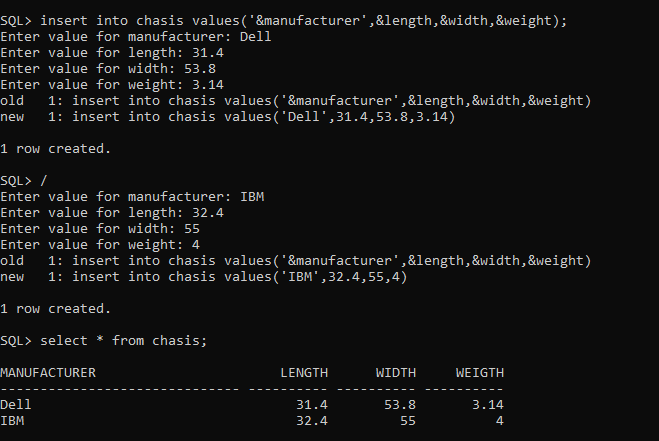 SQL> insert into chasis values('&manufacturer',&length,&width,&weight);
Enter value for manufacturer: Dell
Enter value for length: 31.4
Enter value for width: 53.8
Enter value for weight: 3.14
old   1: insert into chasis values('&manufacturer',&length,&width,&weight)
new   1: insert into chasis values('Dell',31.4,53.8,3.14)
1 row created.
SQL> /
Enter value for manufacturer: IBM
Enter value for length: 32.4
Enter value for width: 55
Enter value for weight: 4
old   1: insert into chasis values('&manufacturer',&length,&width,&weight)
new   1: insert into chasis values('IBM',32.4,55,4)
1 row created.
SQL> select * from chasis;
MANUFACTURER                       LENGTH      WIDTH     WEIGTH
------------------------------ ---------- ---------- ----------
Dell                                 31.4       53.8       3.14
IBM                                  32.4         55          4